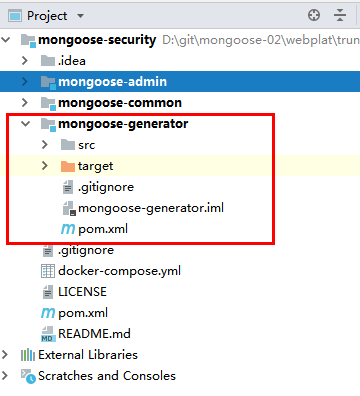 Project
mongoose-security D:\git\mongoose-02\webplat\trun
.idea
mongoose-admin
mongoose-common
mongoose-generator
src
target
.gitignore
mongoose-generator.iml
pom.xml
.gitignore
docker-compose.yml
LICENSE
pom.xml
README.md
External Libraries
Scratches and Consoles